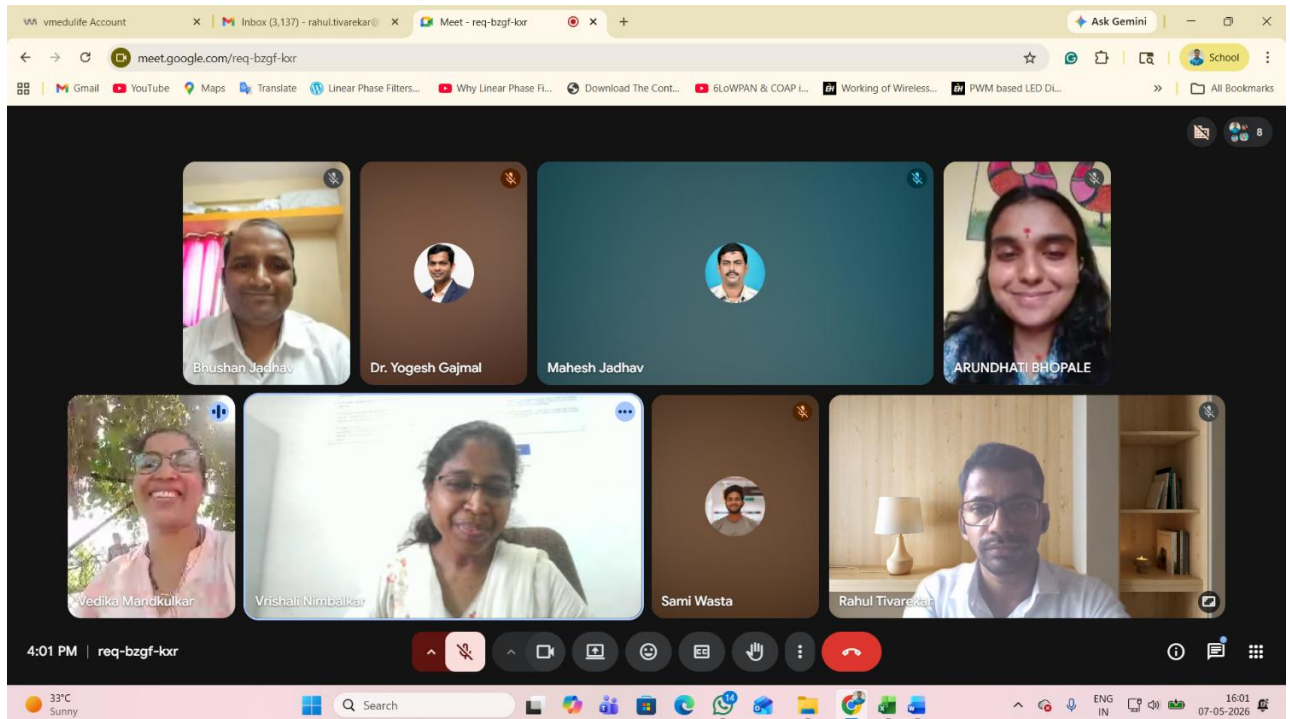 vmedulife Account
Inbox (3,137) - rahul.tivarekar@
Meet - req-bzgf-kxr
Ask Gemini
meet.google.com/req-bzgf-kxr
School
Gmail
YouTube
Maps
Translate
Linear Phase Filters...
Why Linear Phase Fi...
Download The Cont...
6LoWPAN & COAP i...
Working of Wireless...
PWM based LED Di...
»
All Bookmarks
8
Bhushan Jadhav
Dr. Yogesh Gajmal
Mahesh Jadhav
ARUNDHATI BHOPALE
Vedika Mandkulkar
Vrishali Nimbalkar
Sami Wasta
Rahul Tivarekar
4:01 PM | req-bzgf-kxr
33°C
Sunny
Search
14
ENG
IN
16:01
07-05-2026